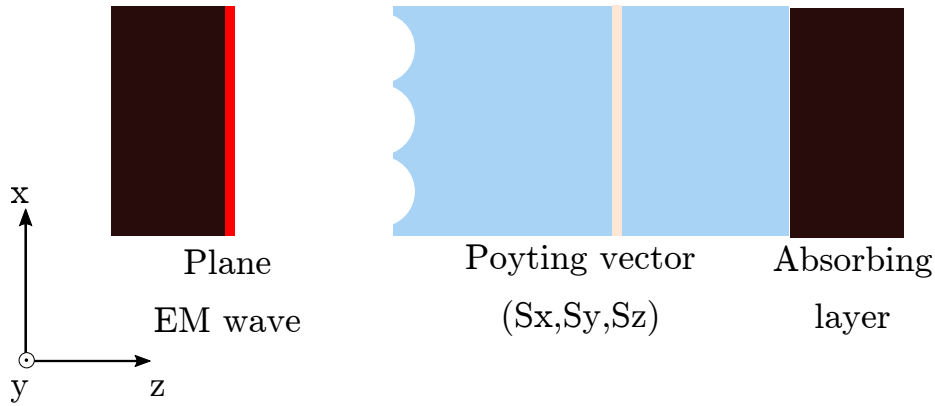 x
Plane
EM wave
Poyting vector
(Sx,Sy,Sz)
Absorbing
layer
y
z